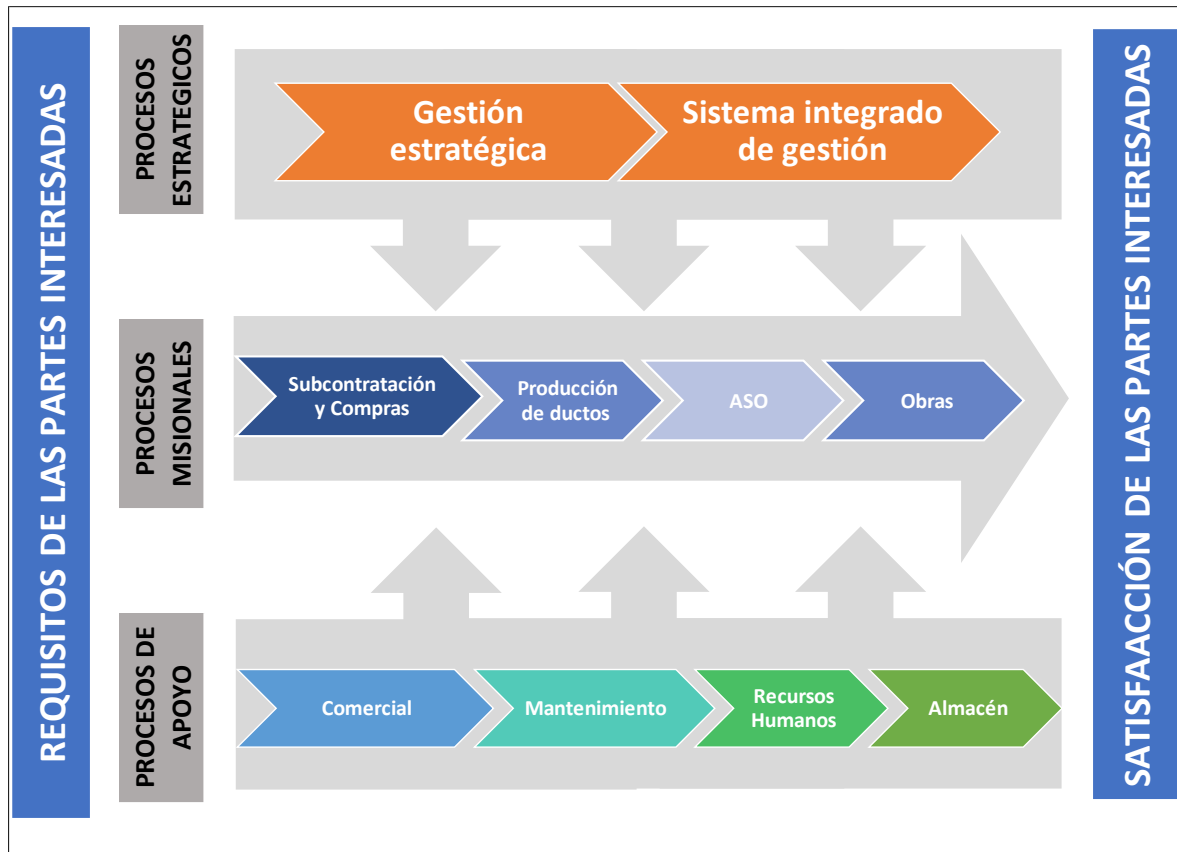 REQUISITOS DE LAS PARTES INTERESADAS
PROCESOS
ESTRATEGICOS
Gestión
estratégica
Sistema integrado
de gestión
PROCESOS
MISIONALES
Subcontratación
y Compras
Producción
de ductos
ASO
Obras
PROCESOS DE
APOYO
Comercial
Mantenimiento
Recursos
Humanos
Almacén
SATISFAACCIÓN DE LAS PARTES INTERESADAS